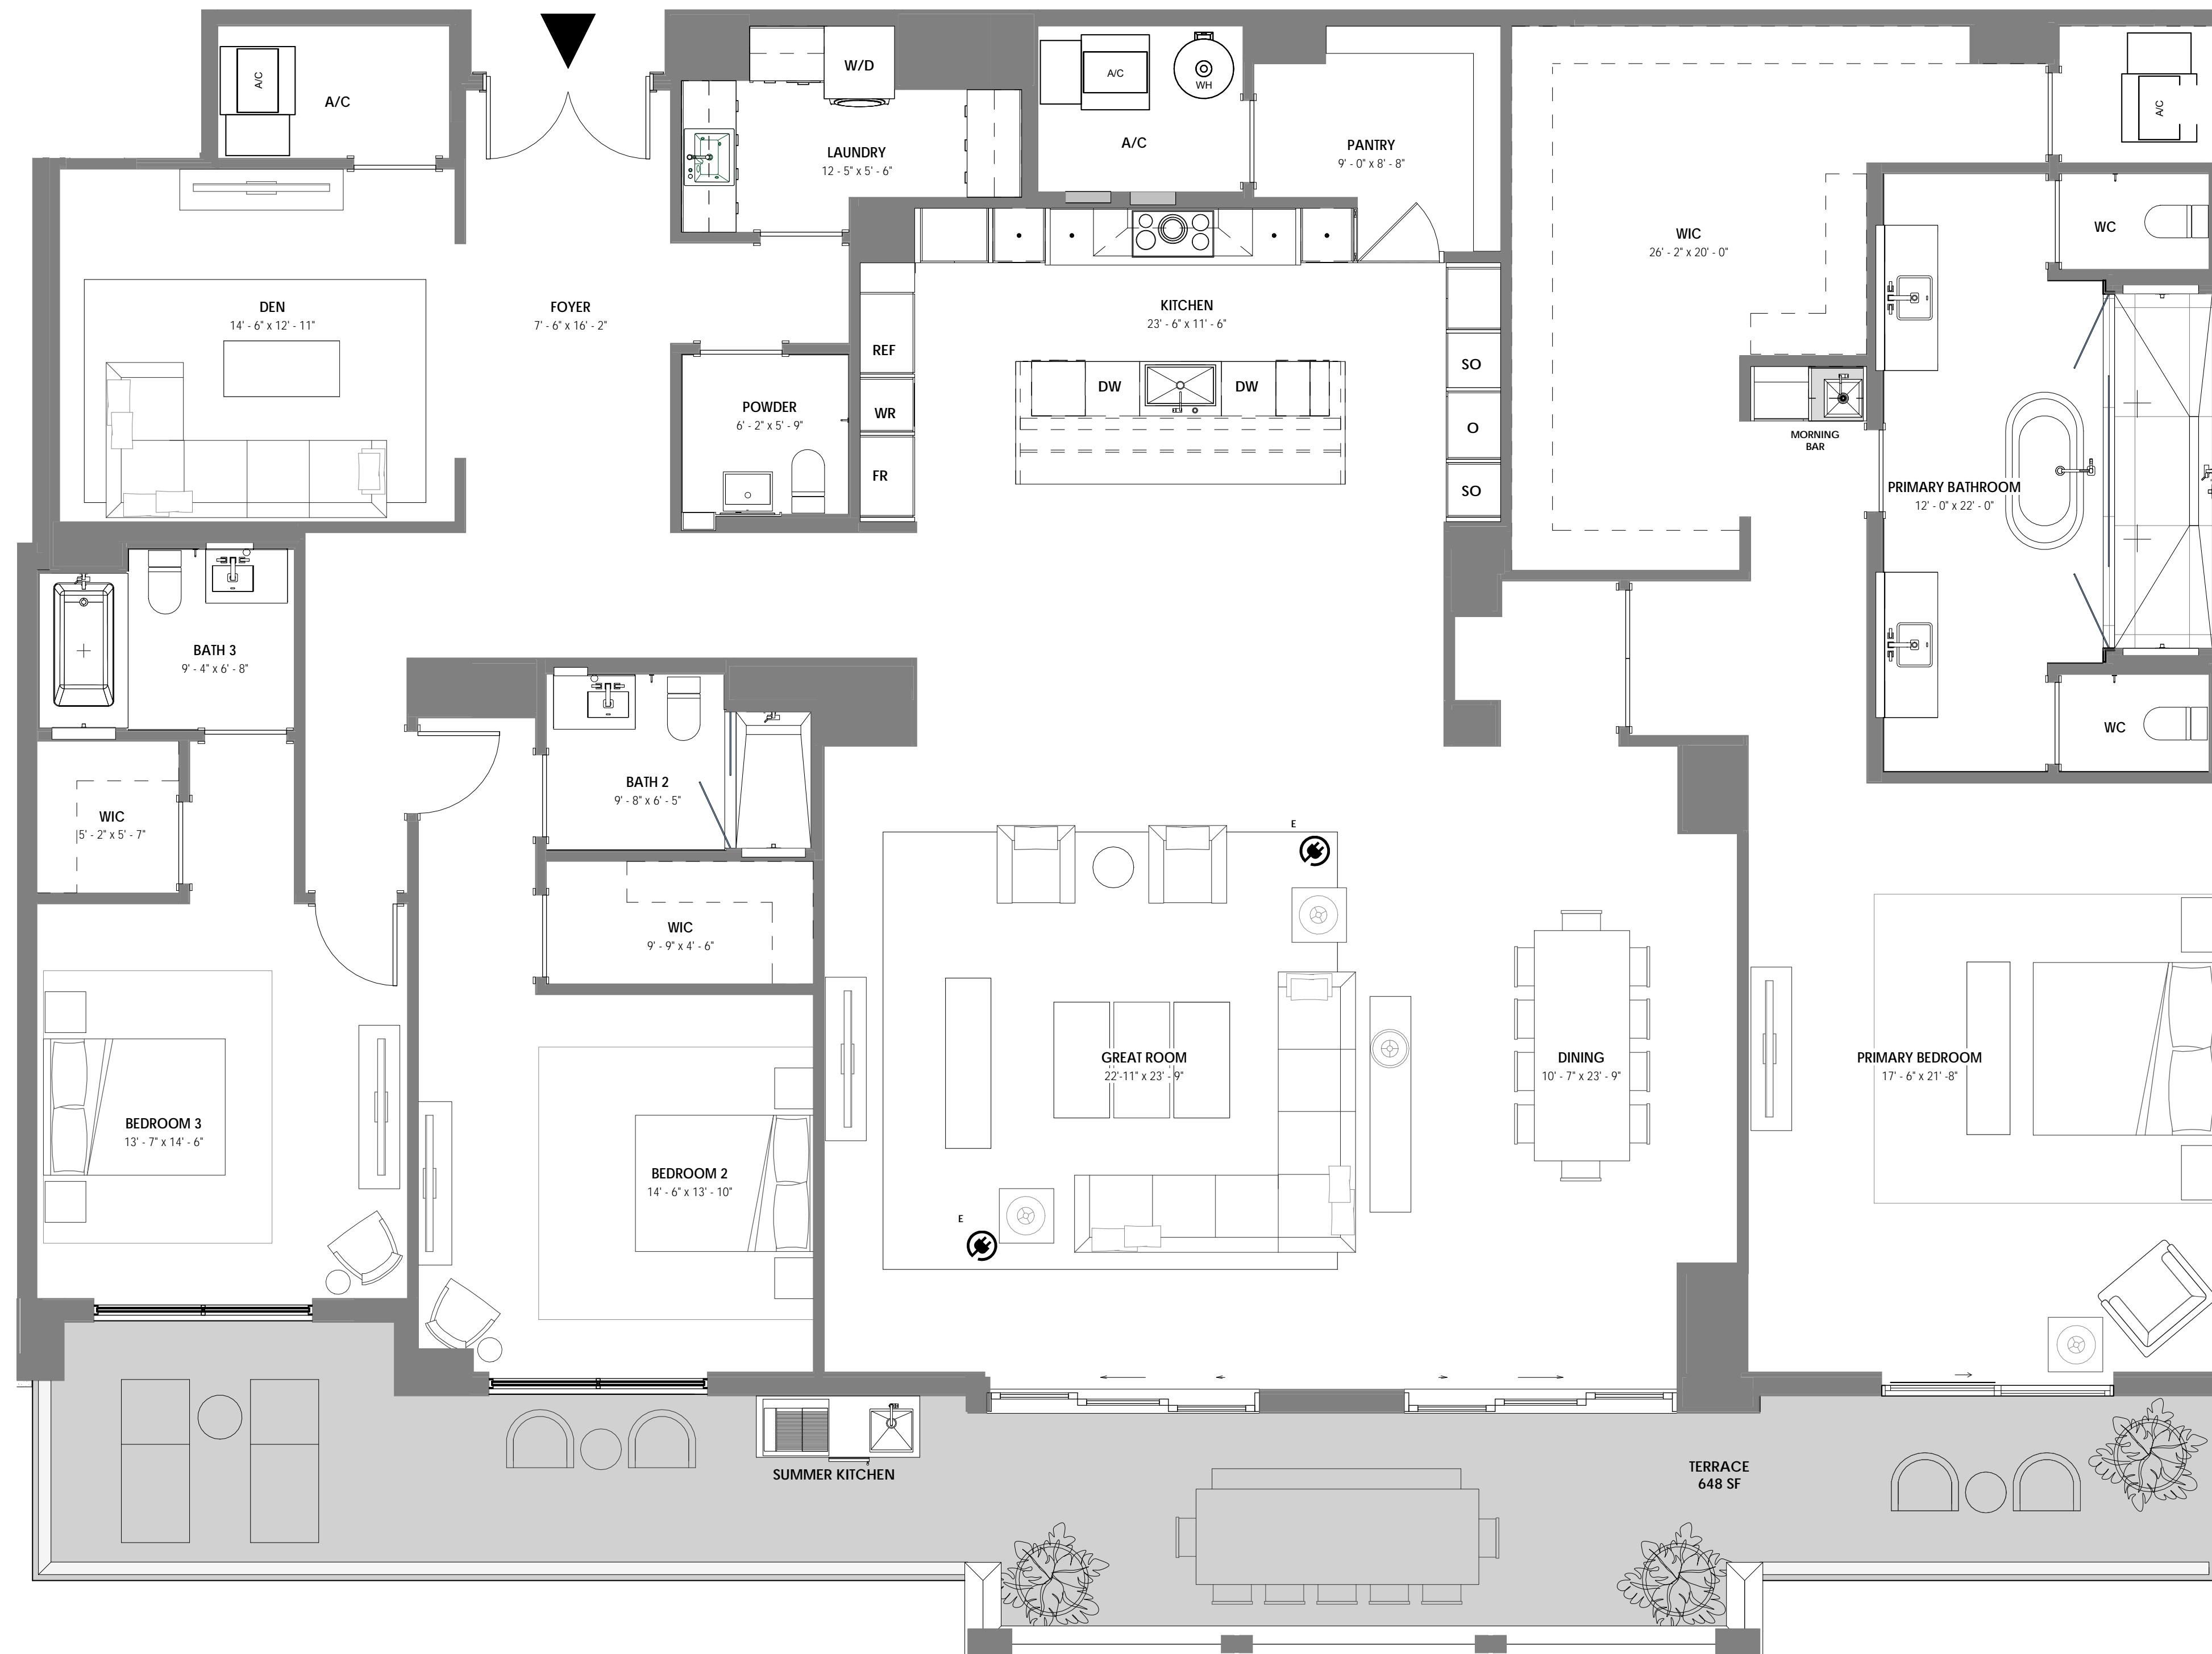 A/C
A/C
W/D
LAUNDRY
12 - 5" x 5' - 6"
A/C
WH
A/C
PANTRY
9' - 0" x 8' - 8"
A/C
WIC
26' - 2" x 20' - 0"
WC
DEN
14' - 6" x 12' - 11"
FOYER
7' - 6" x 16' - 2"
KITCHEN
23' - 6" x 11' - 6"
REF
WR
FR
DW
DW
SO
O
SO
POWDER
6' - 2" x 5' - 9"
MORNING
BAR
PRIMARY BATHROOM
12' - 0" x 22' - 0"
BATH 3
9' - 4" x 6' - 8"
WC
BATH 2
9' - 8" x 6' - 5"
WIC
5' - 2" x 5' - 7"
WIC
9' - 9" x 4' - 6"
E
GREAT ROOM
22'-11" x 23' - 9"
DINING
10' - 7" x 23' - 9"
PRIMARY BEDROOM
17' - 6" x 21' -8"
BEDROOM 3
13' - 7" x 14' - 6"
BEDROOM 2
14' - 6" x 13' - 10"
E
SUMMER KITCHEN
TERRACE
648 SF